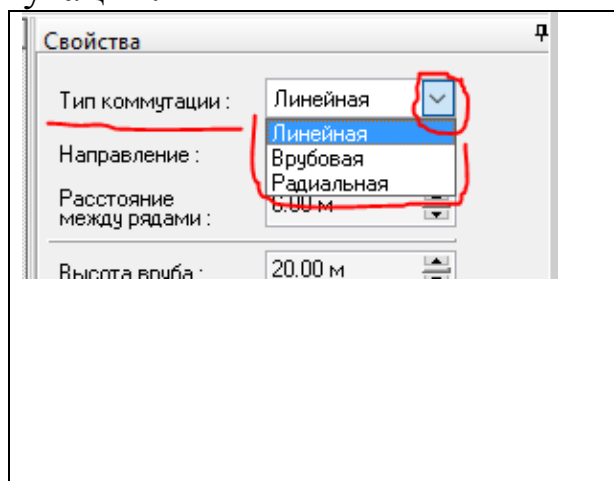 Свойства
Тип коммутации : Линейная
Линейная
Направление : Врубовая
Радиальная
Расстояние
между рядами : 6.00 м
Высота вруба : 20.00 м